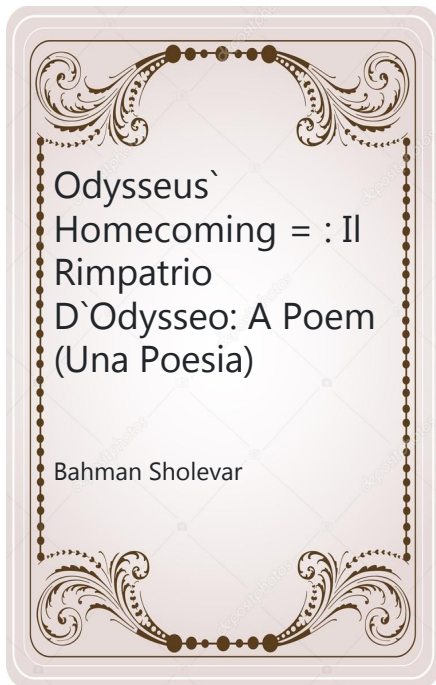 Odysseus`
Homecoming = : Il
Rimpatrio
D`Odysseo: A Poem
(Una Poesia)
Bahman Sholevar